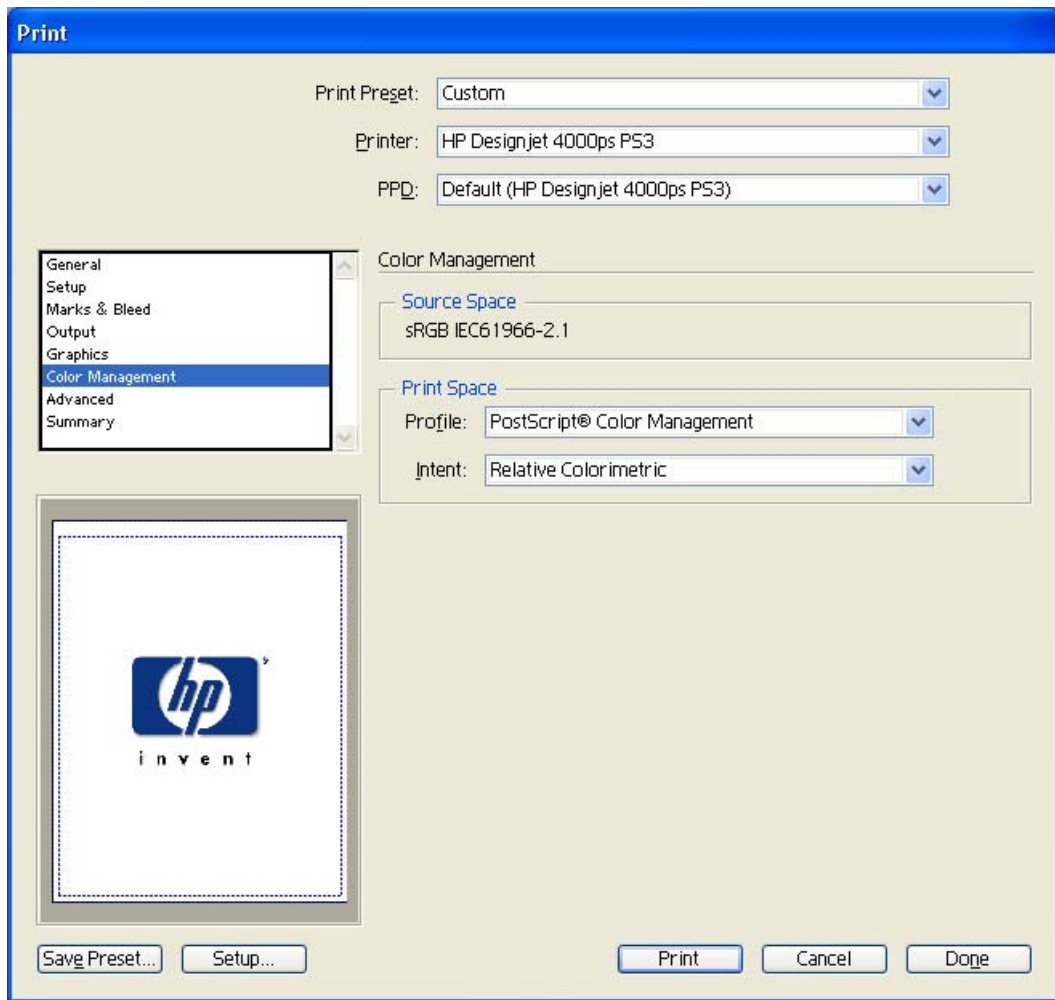 Print
Print Preset: Custom
Printer: HP Designjet 4000ps PS3
PPD: Default (HP Designjet 4000ps PS3)
General
Setup
Marks & Bleed
Output
Graphics
Color Management
Advanced
Summary
Color Management
Source Space
sRGB IEC61966-2.1
Print Space
Profile: PostScript® Color Management
Intent: Relative Colorimetric
hp
invent
Save Preset...
Setup...
Print
Cancel
Done